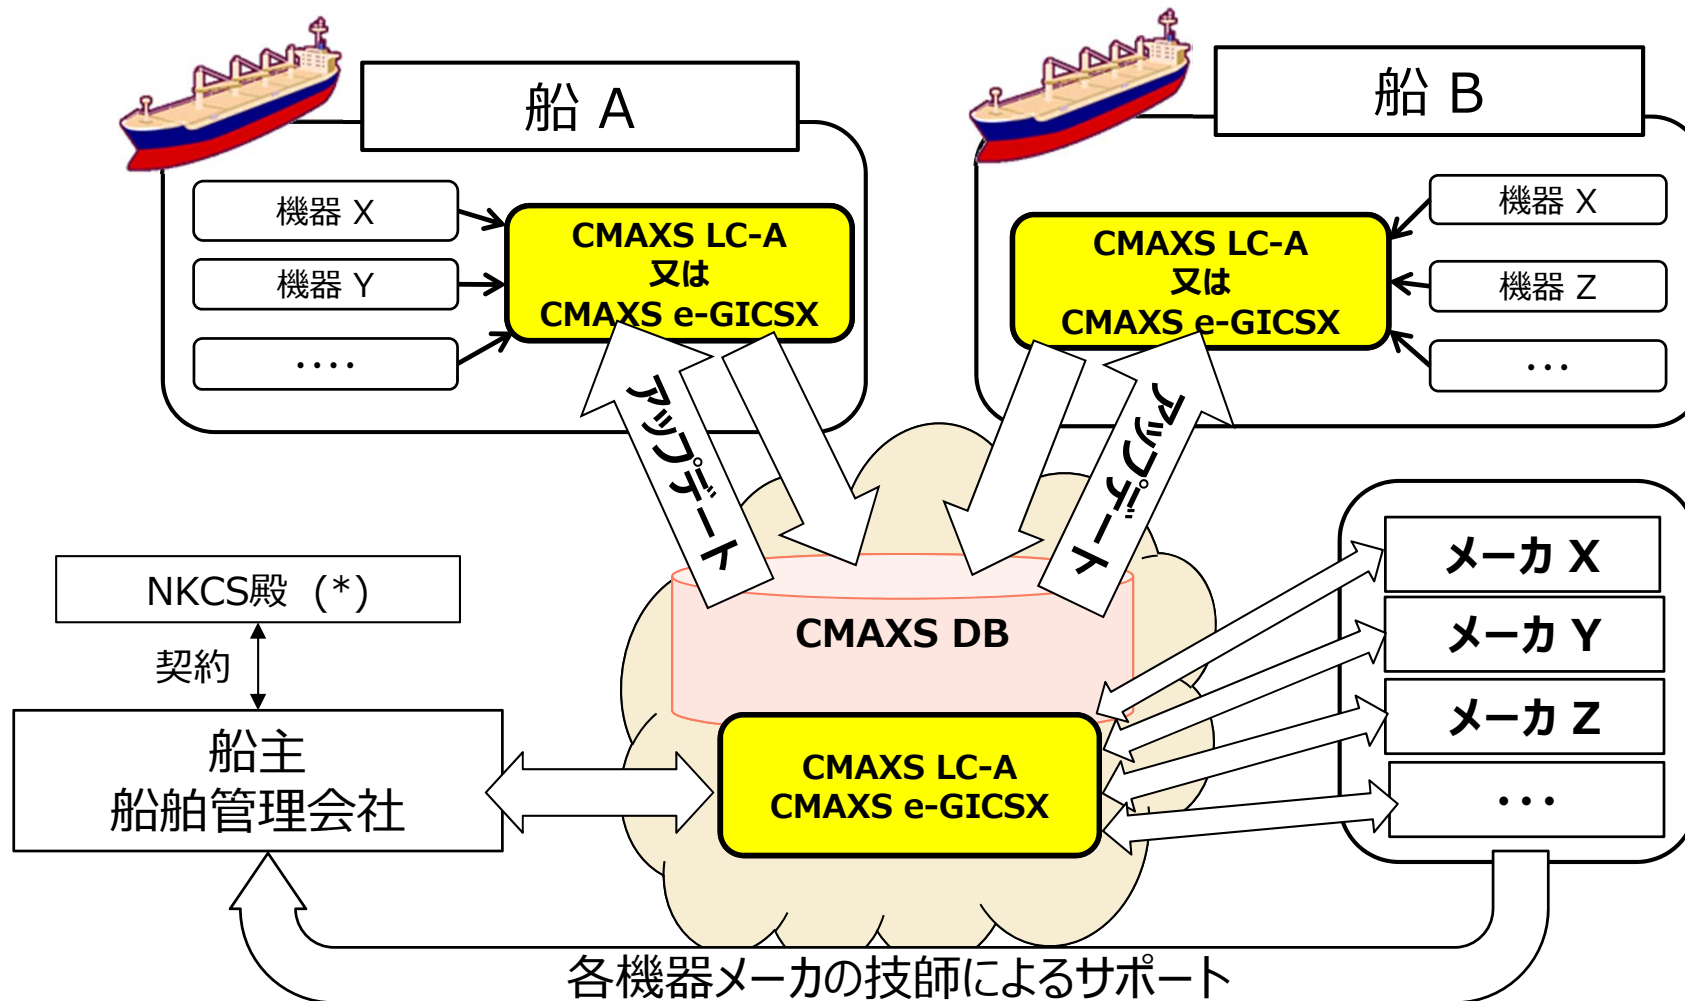 船 A
機器 X
機器 Y
････
CMAXS LC-A
又は
CMAXS e-GICSX
船 B
CMAXS LC-A
又は
CMAXS e-GICSX
機器 X
機器 Z
･･･
アップデート
アップデート
CMAXS DB
CMAXS LC-A
CMAXS e-GICSX
NKCS殿 (*)
契約
船主
船舶管理会社
メーカ X
メーカ Y
メーカ Z
･･･
各機器メーカの技師によるサポート